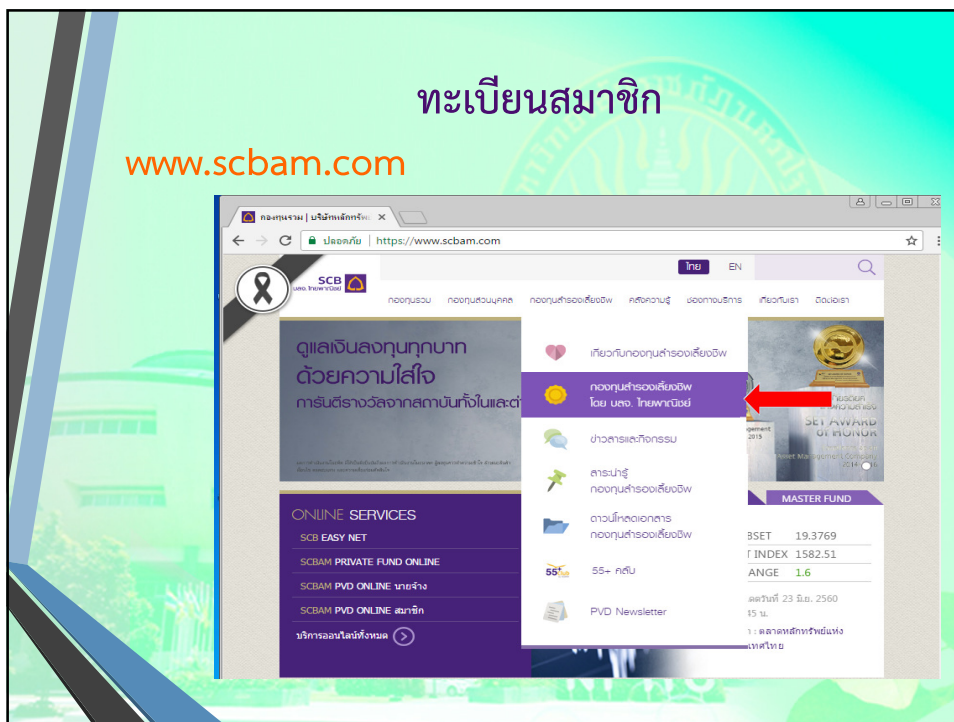 ทะเบียนสมาชิก
www.scbam.com
กองทุนรวม | บริษัทหลักทรัพ
ปลอดภัย | https://www.scbam.com
ไทย EN
SCB
บลจ. ไทยพาณิชย์
กองทุนรวม กองทุนส่วนบุคคล กองทุนสำรองเลี้ยงชีพ คลังความรู้ ช่องทางบริการ เกี่ยวกับเรา ติดต่อเรา
ดูแลเงินลงทุนทุกบาท
ด้วยความใส่ใจ
การันตีรางวัลจากสถาบันทั้งในและต่
เกี่ยวกับกองทุนสำรองเลี้ยงชีพ
กองทุนสำรองเลี้ยงชีพ
โดย บลจ. ไทยพาณิชย์
ข่าวสารและกิจกรรม
สาระน่ารู้
กองทุนสำรองเลี้ยงชีพ
ดาวน์โหลดเอกสาร
กองทุนสำรองเลี้ยงชีพ
55+ 55+ คลับ
PVD Newsletter
SET AWARD
OF HONOR
2015
ONLINE SERVICES
SCB EASY NET
SCBAM PRIVATE FUND ONLINE
SCBAM PVD ONLINE นายจ้าง
SCBAM PVD ONLINE สมาชิก
บริการออนไลน์ทั้งหมด
MASTER FUND
BSET 19.3769
T INDEX 1582.51
ANGE 1.6
ลตวันที่ 23 มิ.ย. 2560
45 น.
า : ตลาดหลักทรัพย์แห่ง
เทศไทย